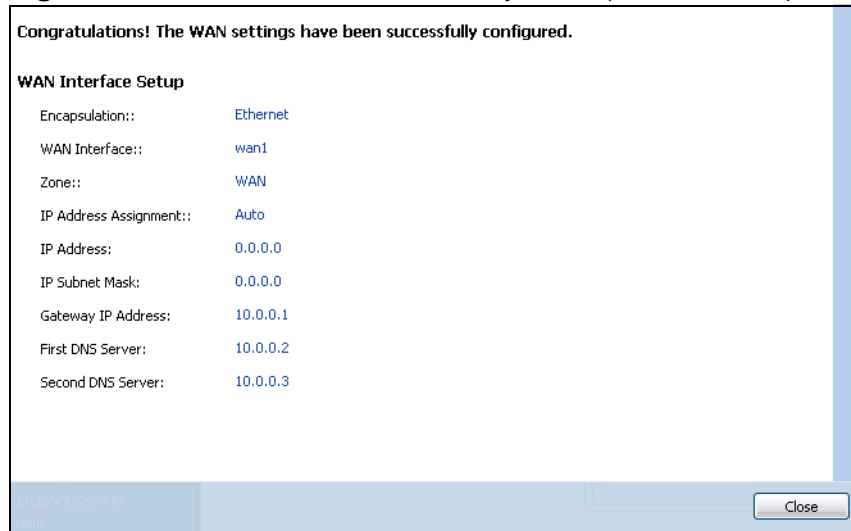 Congratulations! The WAN settings have been successfully configured.
WAN Interface Setup
Encapsulation:: Ethernet
WAN Interface:: wan1
Zone:: WAN
IP Address Assignment:: Auto
IP Address: 0.0.0.0
IP Subnet Mask: 0.0.0.0
Gateway IP Address: 10.0.0.1
First DNS Server: 10.0.0.2
Second DNS Server: 10.0.0.3
Endpoint Security
Close